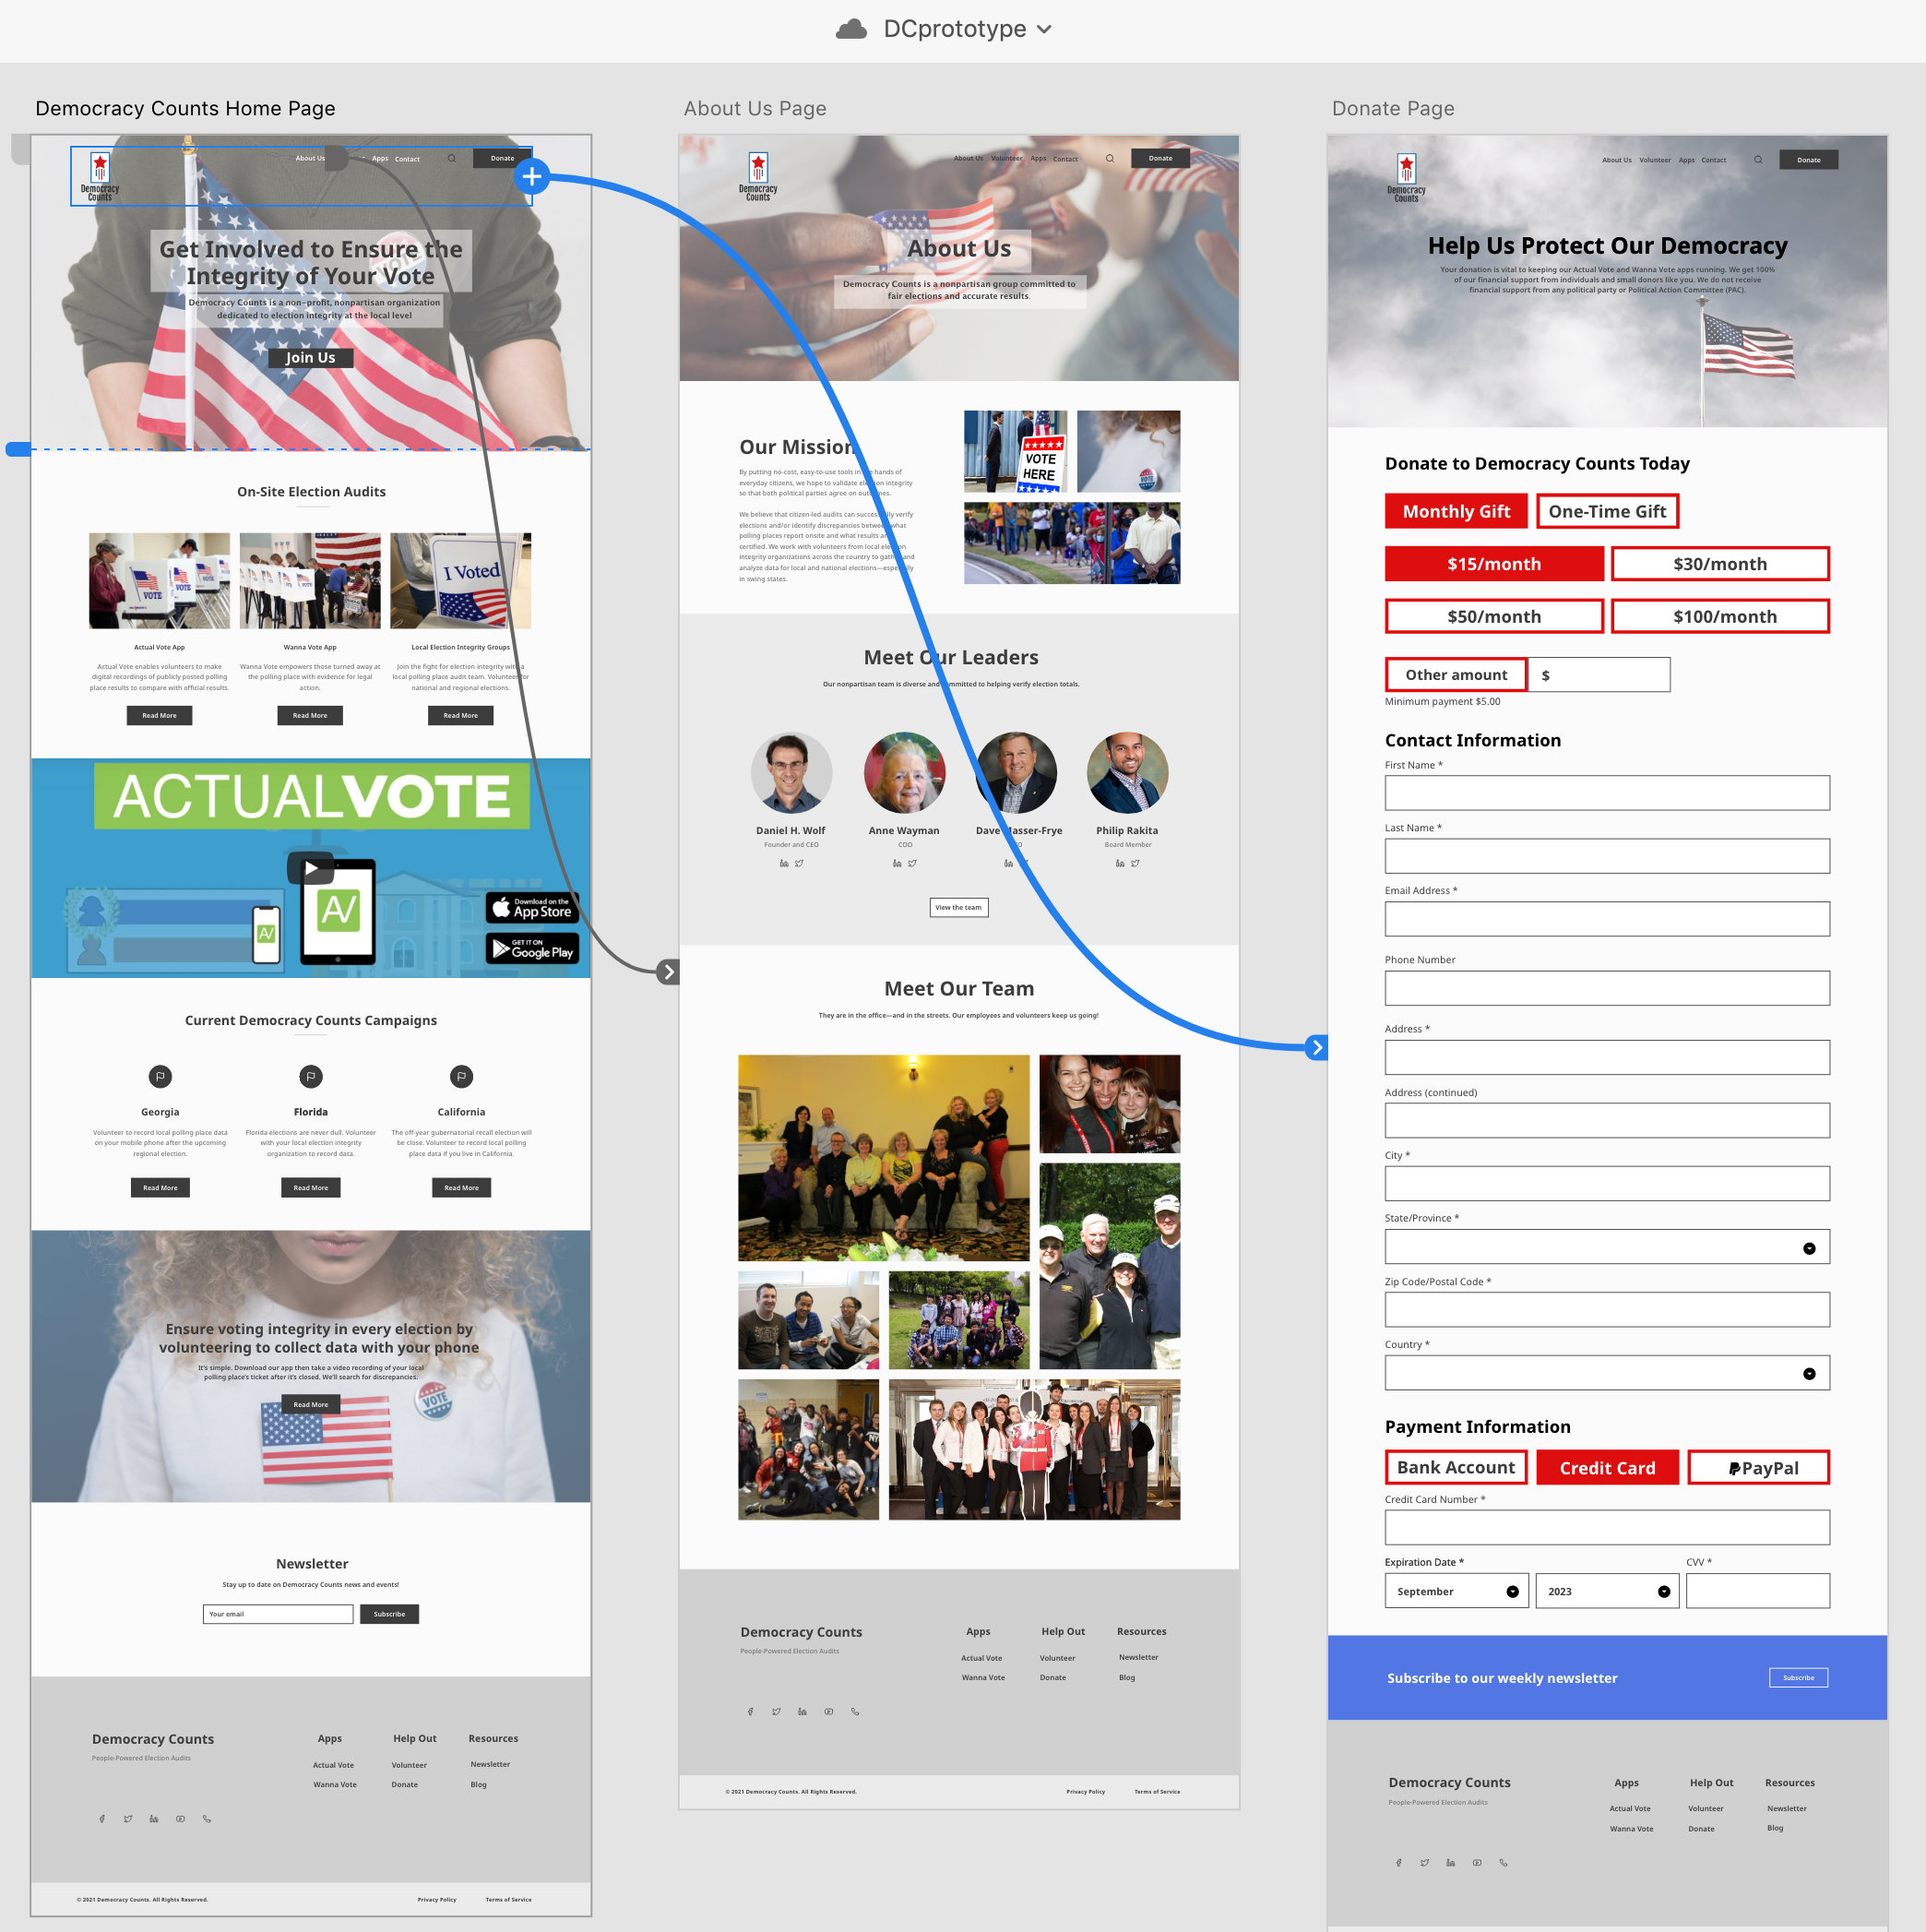 DCprototype
Democracy Counts Home Page
Democracy
Counts
About Us
Apps
Contact
Donate
Get Involved to Ensure the
Integrity of Your Vote
Democracy Counts is a non-profit, nonpartisan organization
dedicated to election integrity at the local level
Join Us
On-Site Election Audits
VOTE
I Voted
Actual Vote App
Actual Vote enables volunteers to make
digital recordings of publicly posted polling
place results to compare with official results.
Read More
Wanna Vote App
Wanna Vote empowers those turned away at
the polling place with evidence for legal
action.
Read More
Local Election Integrity Groups
Join the fight for election integrity with a
local polling place audit team. Volunteer for
national and regional elections.
Read More
ACTUALVOTE
AV
AV
Download on the
App Store
GET IT ON
Google Play
Current Democracy Counts Campaigns
Georgia
Volunteer to record local polling place data
on your mobile phone after the upcoming
regional election.
Read More
Florida
Florida elections are never dull. Volunteer
with your local election integrity
organization to record data.
Read More
California
The off-year gubernatorial recall election will
be close. Volunteer to record local polling
place data if you live in California.
Read More
Ensure voting integrity in every election by
volunteering to collect data with your phone
It's simple. Download our app then take a video recording of your local
polling place's ticket after it's closed. We'll search for discrepancies.
Read More
VOTE
Newsletter
Stay up to date on Democracy Counts news and events!
Your email
Subscribe
Democracy Counts
People-Powered Election Audits
Apps
Actual Vote
Wanna Vote
Help Out
Volunteer
Donate
Resources
Newsletter
Blog
© 2021 Democracy Counts. All Rights Reserved.
Privacy Policy
Terms of Service
About Us Page
Democracy
Counts
About Us
Volunteer
Apps
Contact
Donate
About Us
Democracy Counts is a nonpartisan group committed to
fair elections and accurate results.
Our Mission
By putting no-cost, easy-to-use tools in the hands of
everyday citizens, we hope to validate election integrity
so that both political parties agree on outcomes.
We believe that citizen-led audits can successfully verify
elections and/or identify discrepancies between what
polling places report onsite and what results are
certified. We work with volunteers from local election
integrity organizations across the country to gather and
analyze data for local and national elections—especially
in swing states.
VOTE
HERE
Meet Our Leaders
Our nonpartisan team is diverse and committed to helping verify election totals.
Daniel H. Wolf
Founder and CEO
Anne Wayman
COO
Dave Masser-Frye
Philip Rakita
Board Member
View the team
Meet Our Team
They are in the office—and in the streets. Our employees and volunteers keep us going!
Democracy Counts
People-Powered Election Audits
Apps
Actual Vote
Wanna Vote
Help Out
Volunteer
Donate
Resources
Newsletter
Blog
© 2021 Democracy Counts. All Rights Reserved.
Privacy Policy
Terms of Service
Donate Page
Democracy
Counts
About Us
Volunteer
Apps
Contact
Donate
Help Us Protect Our Democracy
Your donation is vital to keeping our Actual Vote and Wanna Vote apps running. We get 100%
of our financial support from individuals and small donors like you. We do not receive
financial support from any political party or Political Action Committee (PAC).
Donate to Democracy Counts Today
Monthly Gift
One-Time Gift
$15/month
$30/month
$50/month
$100/month
Other amount
$
Minimum payment $5.00
Contact Information
First Name *
Last Name *
Email Address *
Phone Number
Address *
Address (continued)
City *
State/Province *
Zip Code/Postal Code *
Country *
Payment Information
Bank Account
Credit Card
PayPal
Credit Card Number *
Expiration Date *
CVV *
September
2023
Subscribe to our weekly newsletter
Subscribe
Democracy Counts
People-Powered Election Audits
Apps
Actual Vote
Wanna Vote
Help Out
Volunteer
Donate
Resources
Newsletter
Blog